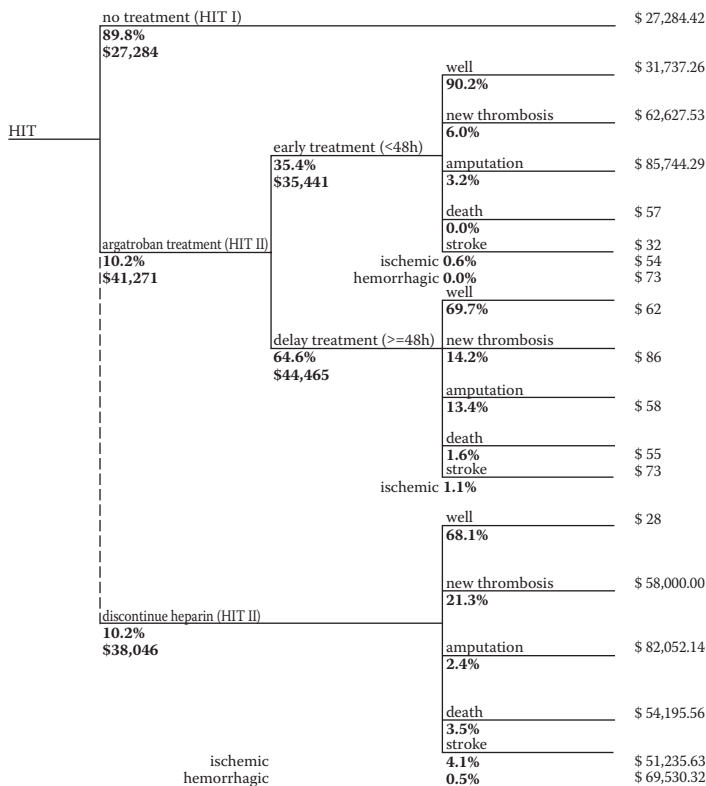 no treatment (HIT I) $ 27,284.42
89.8%
$27,284
well $ 31,737.26
90.2%
new thrombosis $ 62,627.53
6.0%
HIT
early treatment (<48h)
35.4%
$35,441
amputation $ 85,744.29
3.2%
death $ 57
0.0%
argatroban treatment (HIT II) stroke $ 32
10.2% ischemic 0.6% $ 54
$41,271 hemorrhagic 0.0% $ 73
well $ 62
69.7%
delay treatment (>=48h) new thrombosis $ 86
64.6% 14.2%
$44,465
amputation $ 58
13.4%
death $ 55
1.6%
stroke $ 73
ischemic 1.1%
well $ 28
68.1%
new thrombosis $ 58,000.00
21.3%
discontinue heparin (HIT II)
10.2%
$38,046
amputation $ 82,052.14
2.4%
death $ 54,195.56
3.5%
stroke
ischemic 4.1% $ 51,235.63
hemorrhagic 0.5% $ 69,530.32